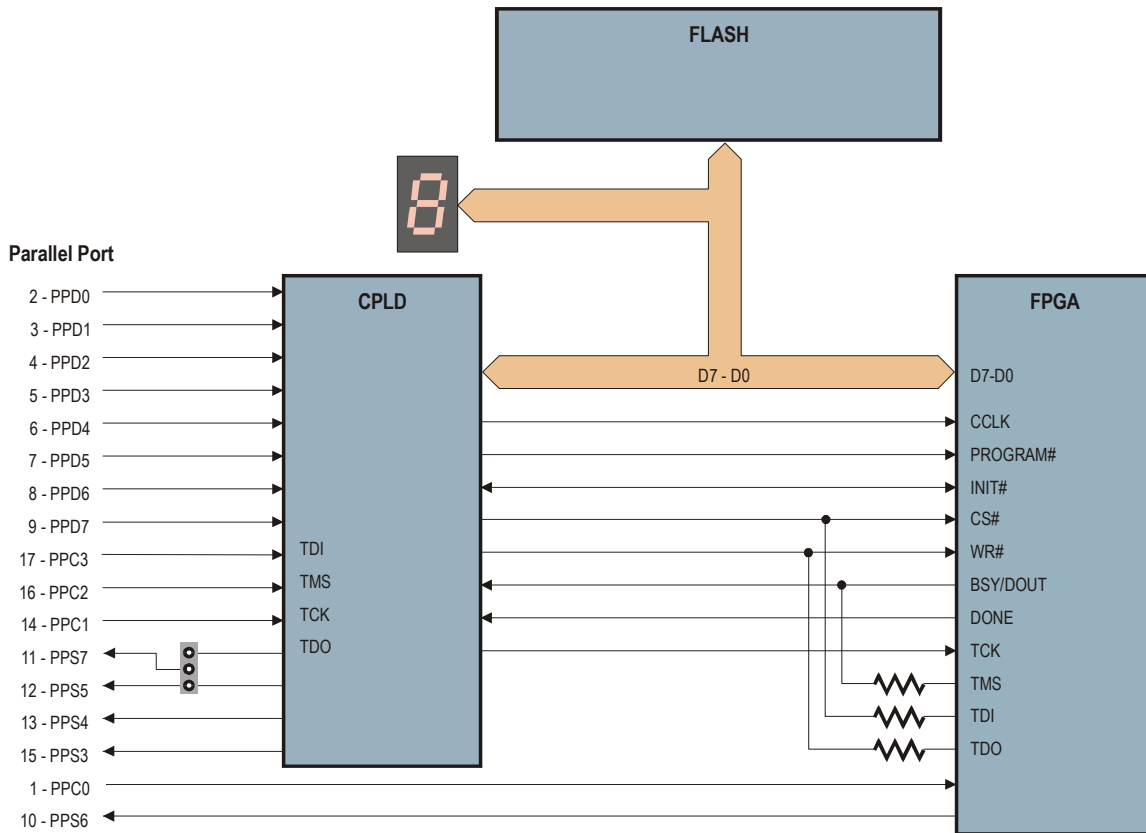 FLASH
8
Parallel Port
2 - PPD0
3 - PPD1
4 - PPD2
5 - PPD3
6 - PPD4
7 - PPD5
8 - PPD6
9 - PPD7
17 - PPC3
16 - PPC2
14 - PPC1
11 - PPS7
12 - PPS5
13 - PPS4
15 - PPS3
1 - PPC0
10 - PPS6
CPLD
TDI
TMS
TCK
TDO
D7 - D0
FPGA
D7-D0
CCLK
PROGRAM#
INIT#
CS#
WR#
BSY/DOUT
DONE
TCK
TMS
TDI
TDO